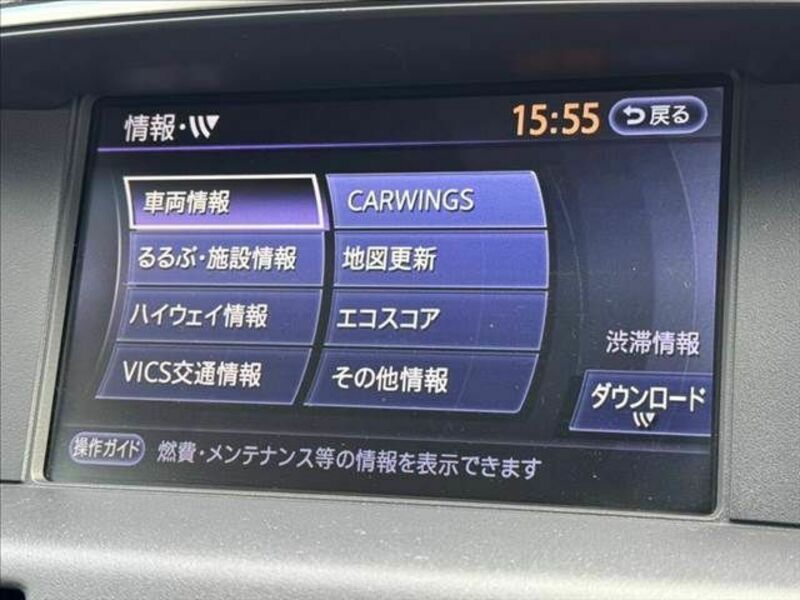 情報・
15:55
戻る
車両情報
CARWINGS
るるぶ・施設情報
地図更新
ハイウェイ情報
エコスコア
VICS交通情報
その他情報
渋滞情報
ダウンロード
操作ガイド
燃費・メンテナンス等の情報を表示できます